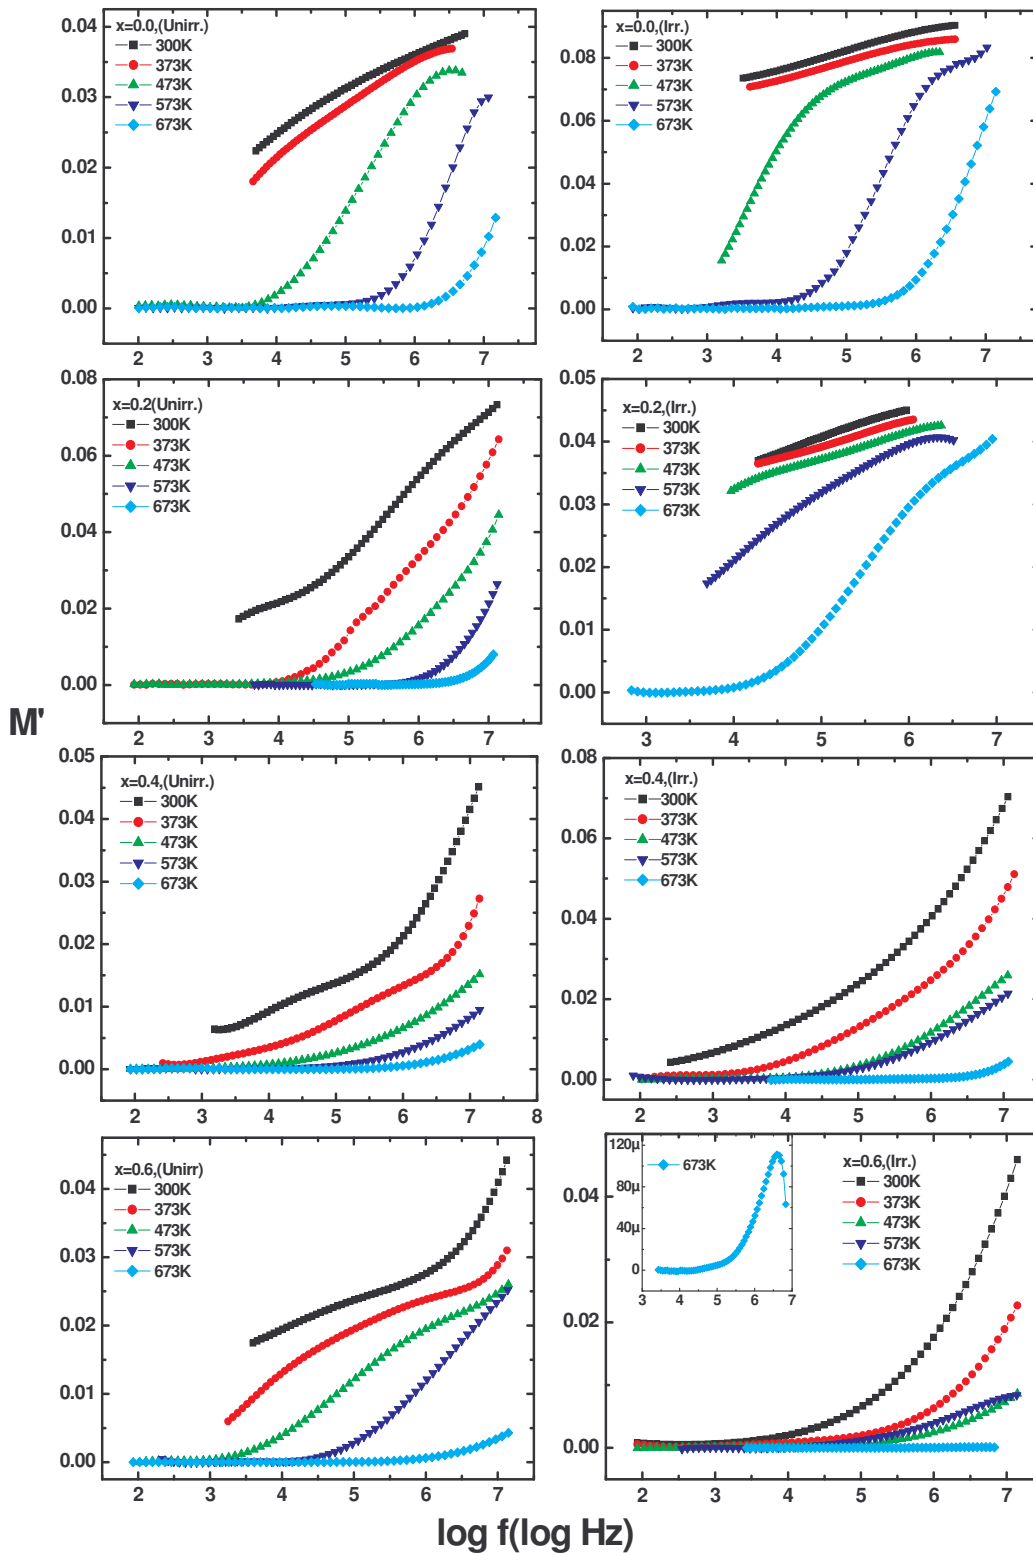 x=0.0,(Unirr.)
300K
373K
473K
573K
673K
0.04
0.03
0.02
0.01
0.00
2 3 4 5 6 7
x=0.0,(Irr.)
300K
373K
473K
573K
673K
0.08
0.06
0.04
0.02
0.00
2 3 4 5 6 7
x=0.2(Unirr.)
300K
373K
473K
573K
673K
0.08
0.06
0.04
0.02
0.00
2 3 4 5 6 7
x=0.2,(Irr.)
300K
373K
473K
573K
673K
0.05
0.04
0.03
0.02
0.01
0.00
3 4 5 6 7
M'
x=0.4,(Unirr.)
300K
373K
473K
573K
673K
0.05
0.04
0.03
0.02
0.01
0.00
2 3 4 5 6 7 8
x=0.4,(Irr.)
300K
373K
473K
573K
673K
0.08
0.06
0.04
0.02
0.00
2 3 4 5 6 7
x=0.6,(Unirr)
300K
373K
473K
573K
673K
0.04
0.03
0.02
0.01
0.00
2 3 4 5 6 7
120µ
80µ
40µ
0
673K
3 4 5 6 7
x=0.6,(Irr.)
300K
373K
473K
573K
673K
0.04
0.02
0.00
2 3 4 5 6 7
log f(log Hz)